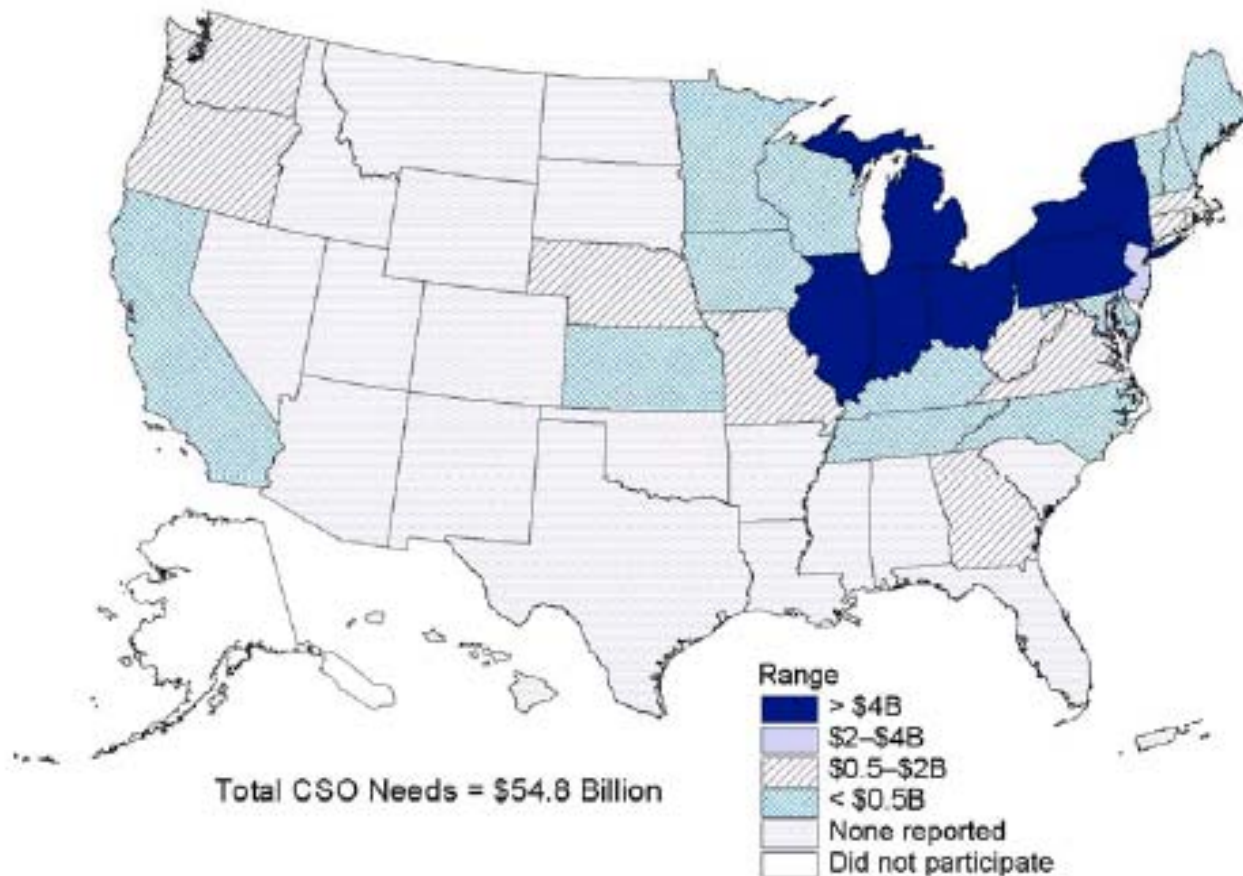 Range
> $4B
$2–$4B
$0.5–$2B
< $0.5B
None reported
Did not participate
Total CSO Needs = $54.8 Billion